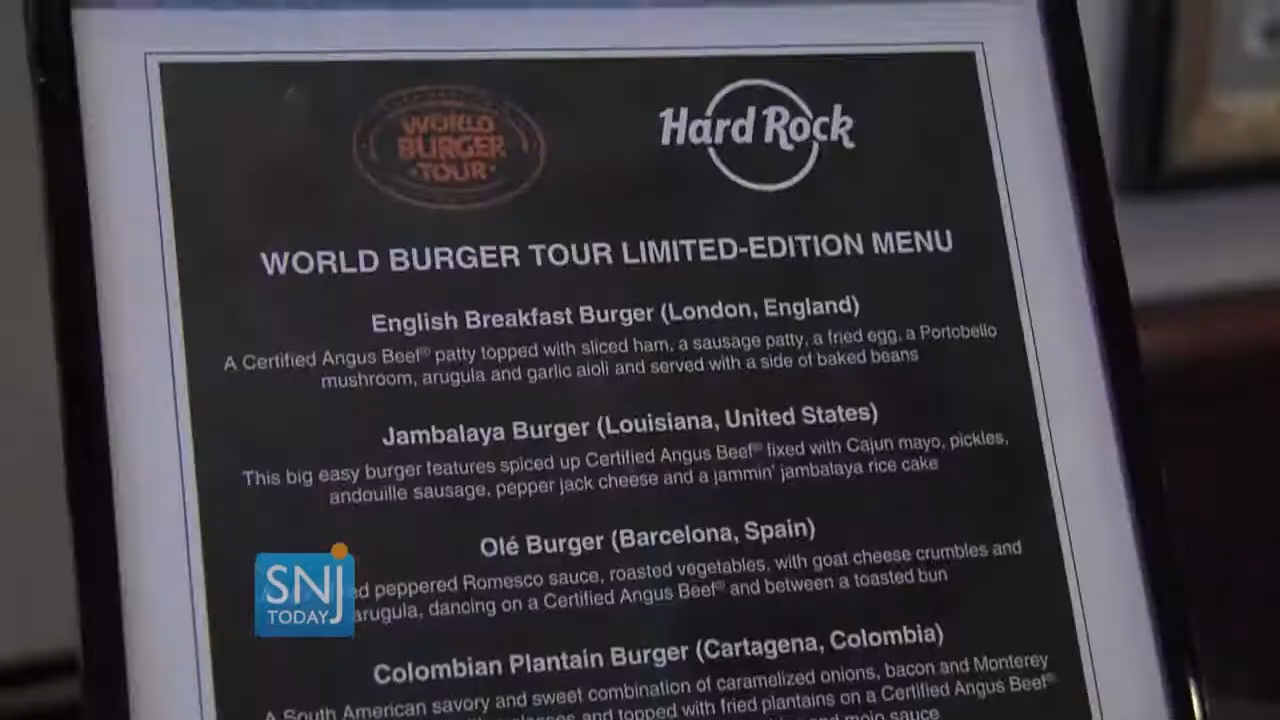 WORLD
BURGER
TOUR
Hard Rock
WORLD BURGER TOUR LIMITED-EDITION MENU
English Breakfast Burger (London, England)
A Certified Angus Beef® patty topped with sliced ham, a sausage patty, a fried egg, a Portobello
mushroom, arugula and garlic aioli and served with a side of baked beans
Jambalaya Burger (Louisiana, United States)
This big easy burger features spiced up Certified Angus Beef® fixed with Cajun mayo, pickles,
andouille sausage, pepper jack cheese and a jammin' jambalaya rice cake
Olé Burger (Barcelona, Spain)
peppered Romesco sauce, roasted vegetables, with goat cheese crumbles and
arugula, dancing on a Certified Angus Beef® and between a toasted bun
SNJ
TODAY
Colombian Plantain Burger (Cartagena, Colombia)
A South American savory and sweet combination of caramelized onions, bacon and Monterey
and topped with fried plantains on a Certified Angus Beef®
mojo sauce